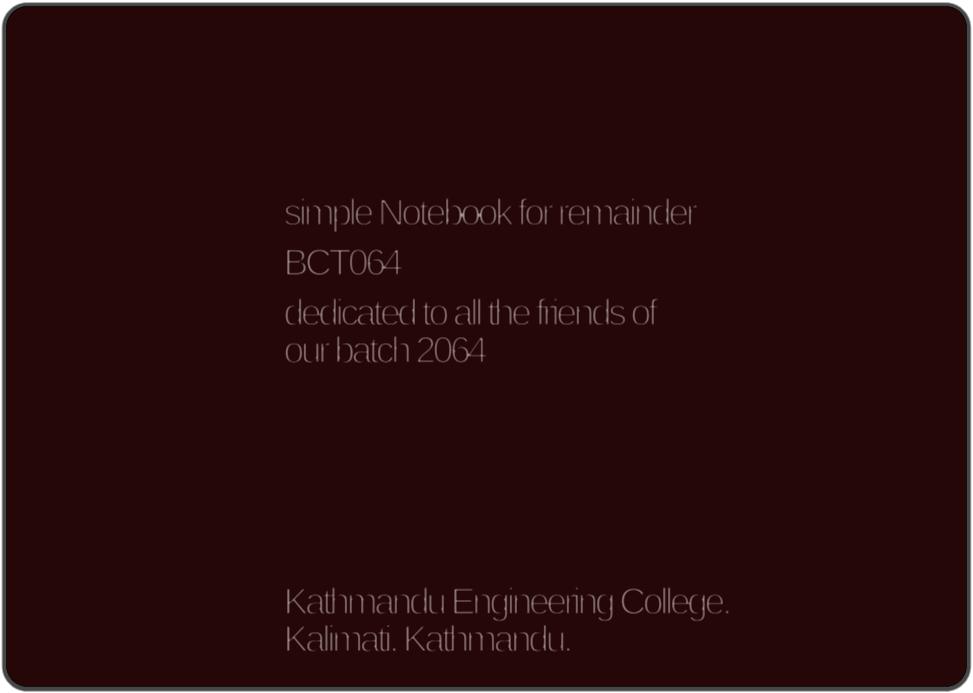 simple Notebook for remainder
BCT064
dedicated to all the friends of
our batch 2064
Kathmandu Engineering College.
Kalimati. Kathmandu.